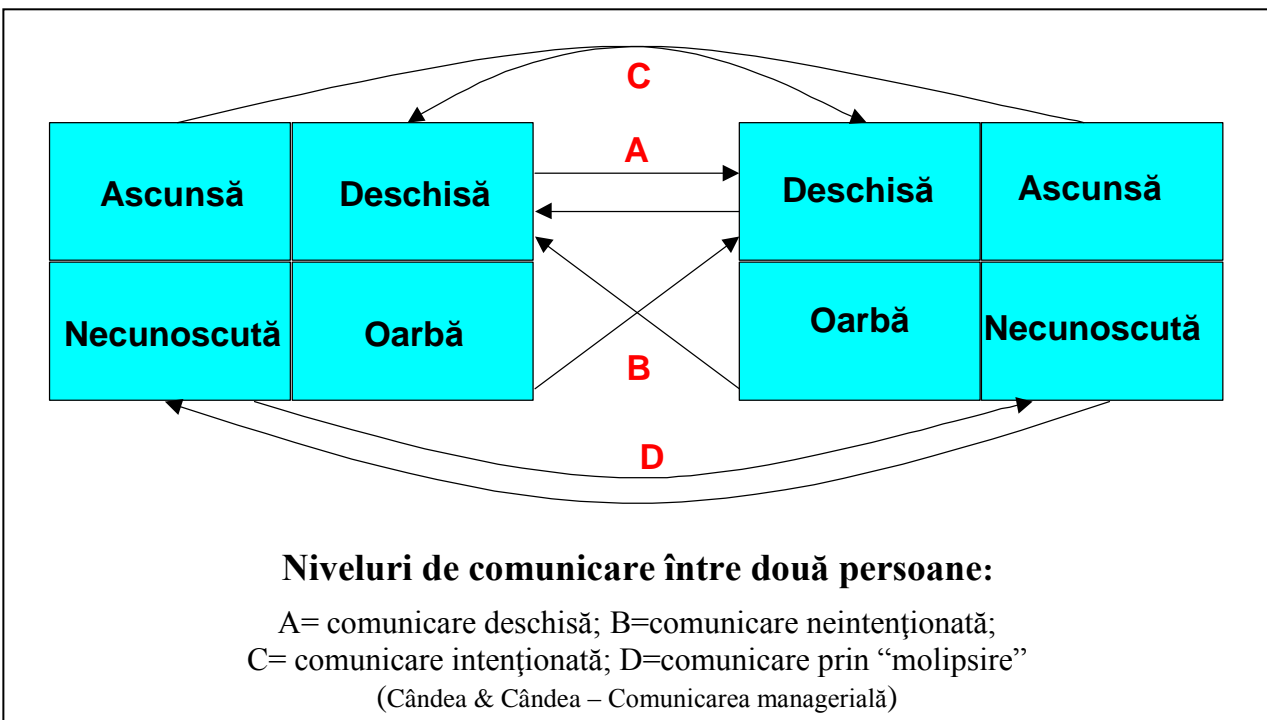 C
A
Ascunsă Deschisă Deschisă Ascunsă
Necunoscută Oarbă Oarbă Necunoscută
B
D
Niveluri de comunicare între două persoane:
A= comunicare deschisă; B=comunicare neintenţionată;
C= comunicare intenţionată; D=comunicare prin “molipsire”
(Cândea & Cândea – Comunicarea managerială)